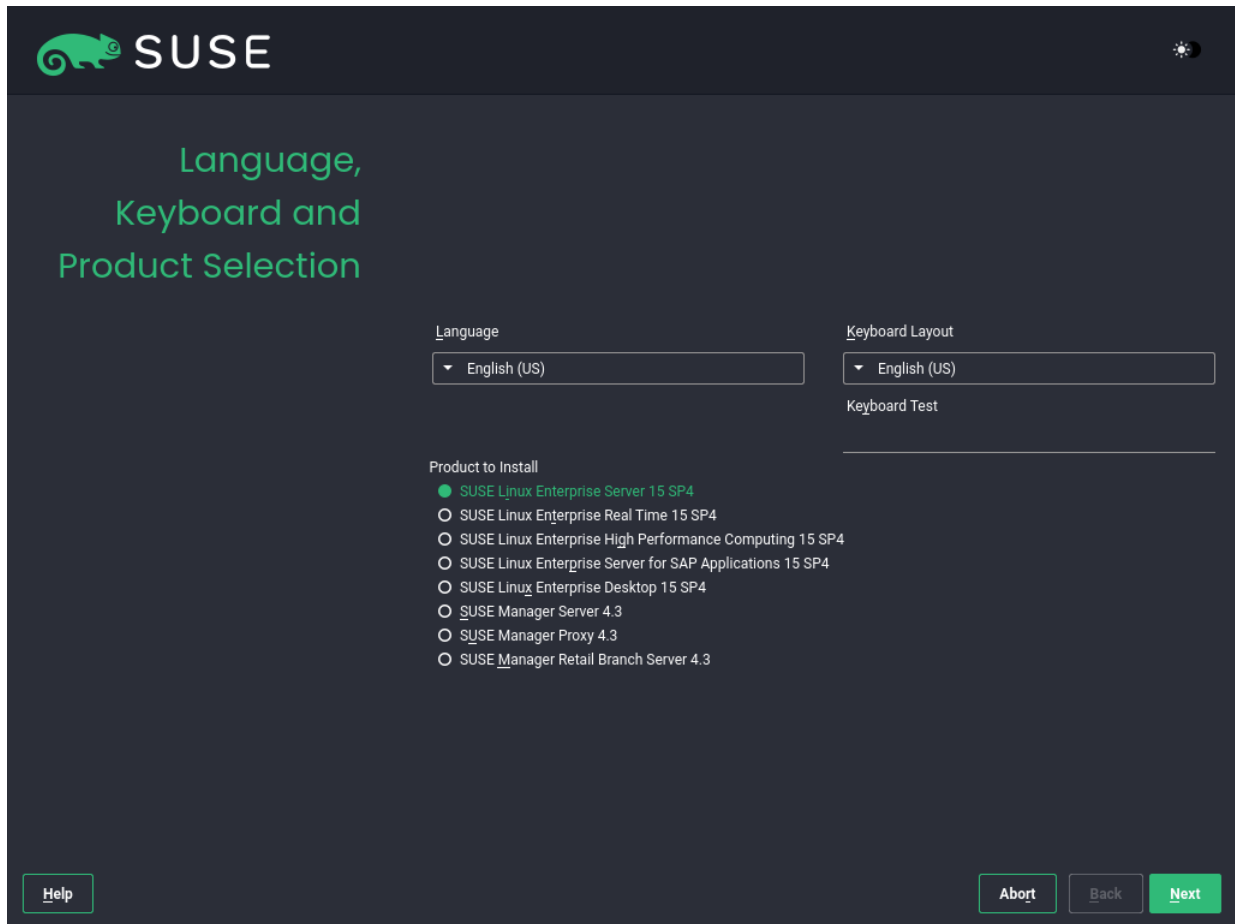 SUSE
Language,
Keyboard and
Product Selection
Language
Keyboard Layout
English (US)
English (US)
Keyboard Test
Product to Install
SUSE Linux Enterprise Server 15 SP4
SUSE Linux Enterprise Real Time 15 SP4
SUSE Linux Enterprise High Performance Computing 15 SP4
SUSE Linux Enterprise Server for SAP Applications 15 SP4
SUSE Linux Enterprise Desktop 15 SP4
SUSE Manager Server 4.3
SUSE Manager Proxy 4.3
SUSE Manager Retail Branch Server 4.3
Help
Abort
Back
Next